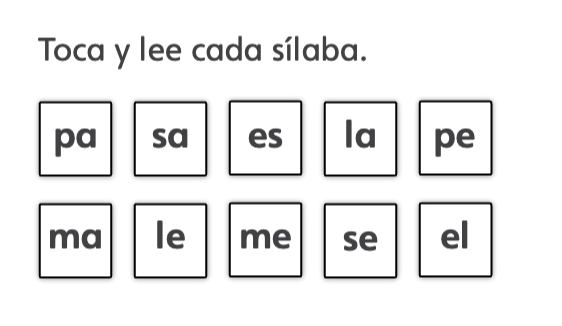 Toca y lee cada sílaba.
pa sa es la pe
ma le me se el